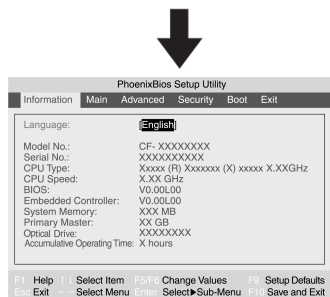 PhoenixBios Setup Utility
Information Main Advanced Security Boot Exit
Language: [English]
Model No.: CF- XXXXXXXX
Serial No.: XXXXXXXXXX
CPU Type: Xxxxx (R) Xxxxxxx (X) xxxxx X.XXGHz
CPU Speed: X.XX GHz
BIOS: V0.00L00
Embedded Controller: V0.00L00
System Memory: XXX MB
Primary Master: XX GB
Optical Drive: XXXXXXXXX
Accumulative Operating Time: X hours
F1 Help ↑↓ Select Item F5/F6 Change Values F9 Setup Defaults
Esc Exit ←→ Select Menu Enter Select▶Sub-Menu F10 Save and Exit